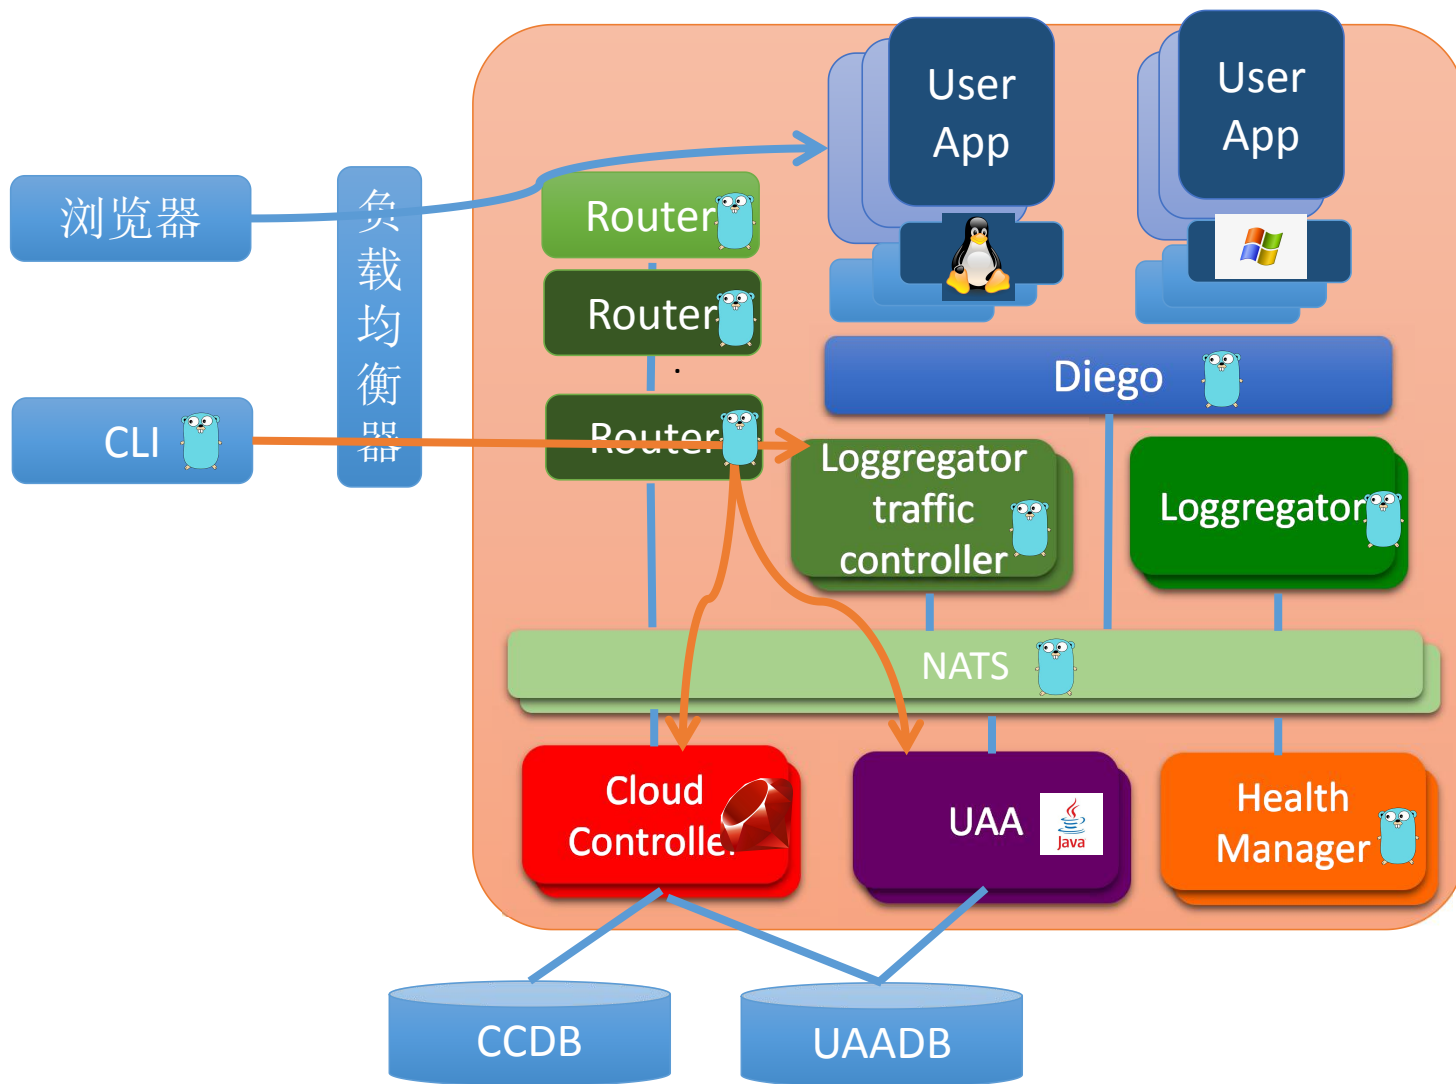 User
App
User
App
浏览器
负
载
均
衡
器
Router
Router
.
Diego
CLI
Router
Loggregator
traffic
controller
Loggregator
NATS
Cloud
Controller
UAA
Java
Health
Manager
CCDB
UAADB